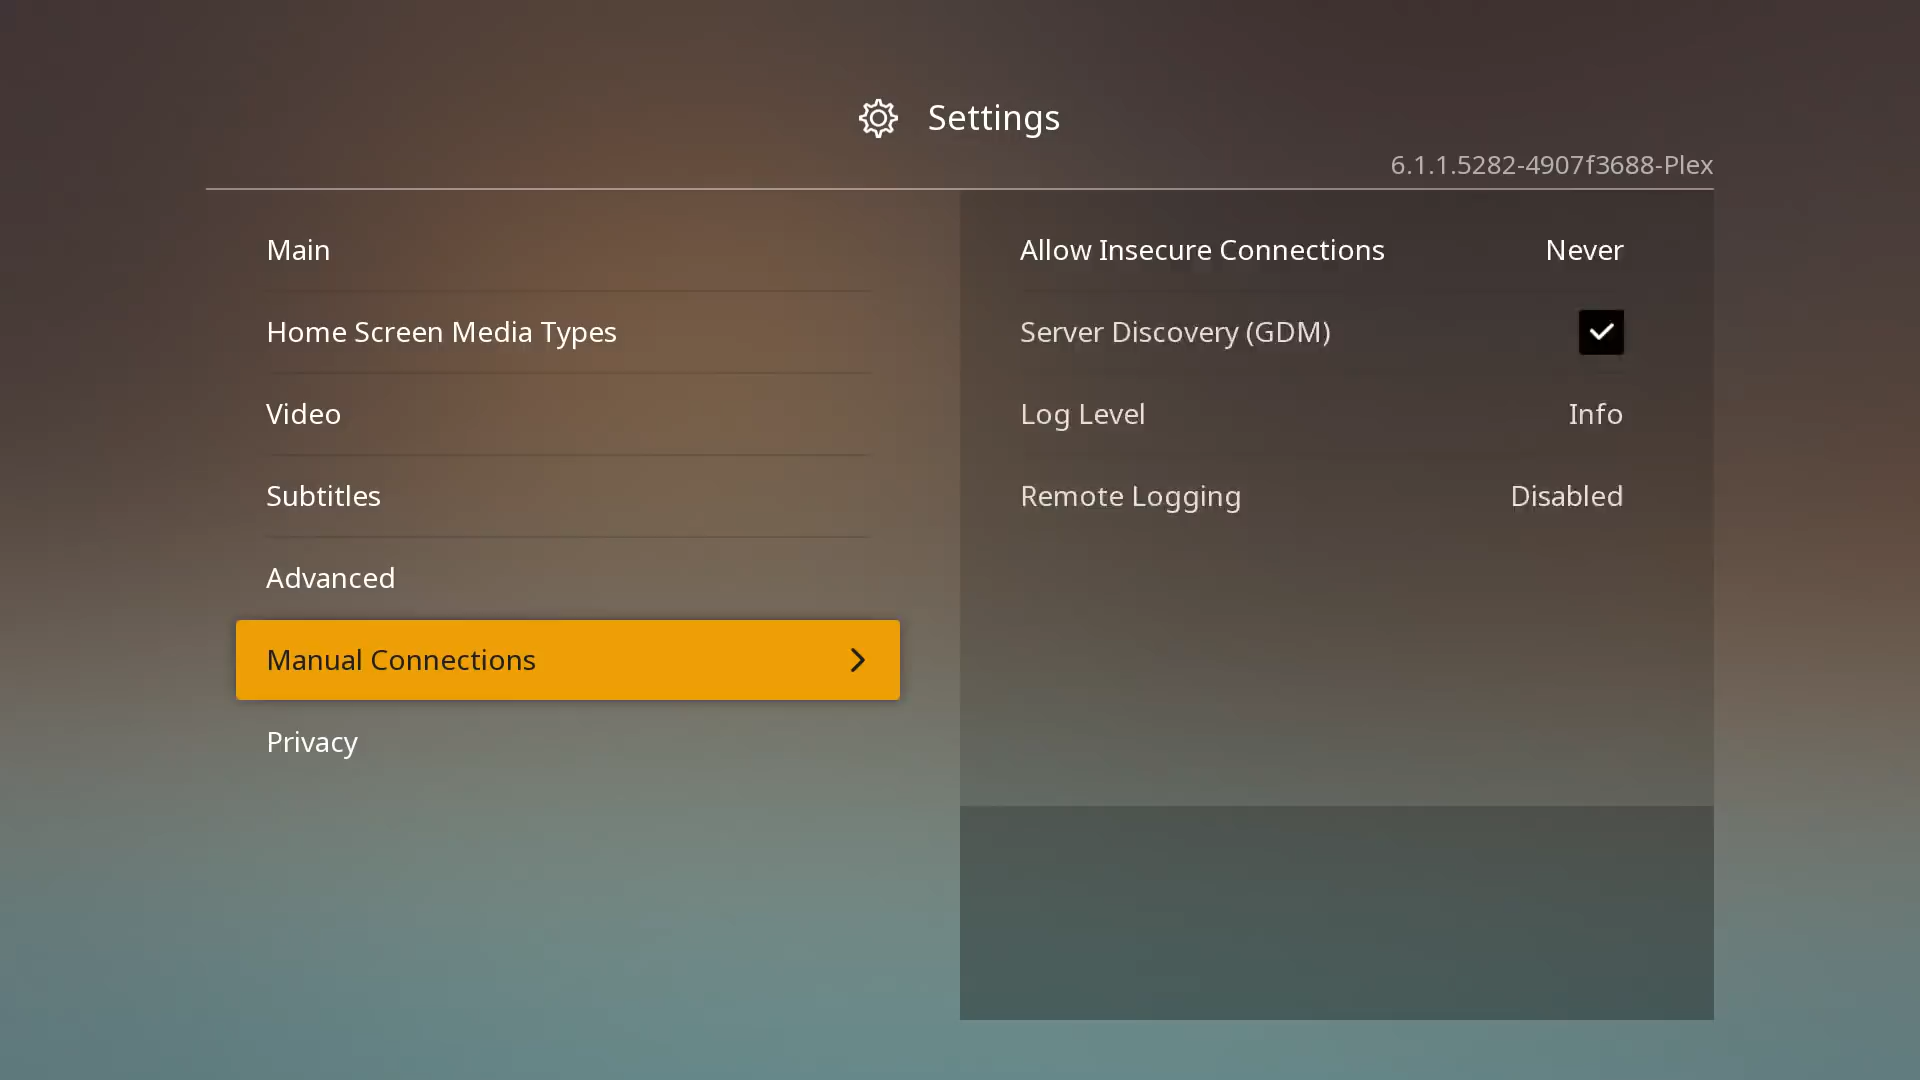 Settings
6.1.1.5282-4907f3688-Plex
Main
Home Screen Media Types
Video
Subtitles
Advanced
Manual Connections
Privacy
Allow Insecure Connections Never
Server Discovery (GDM)
Log Level Info
Remote Logging Disabled